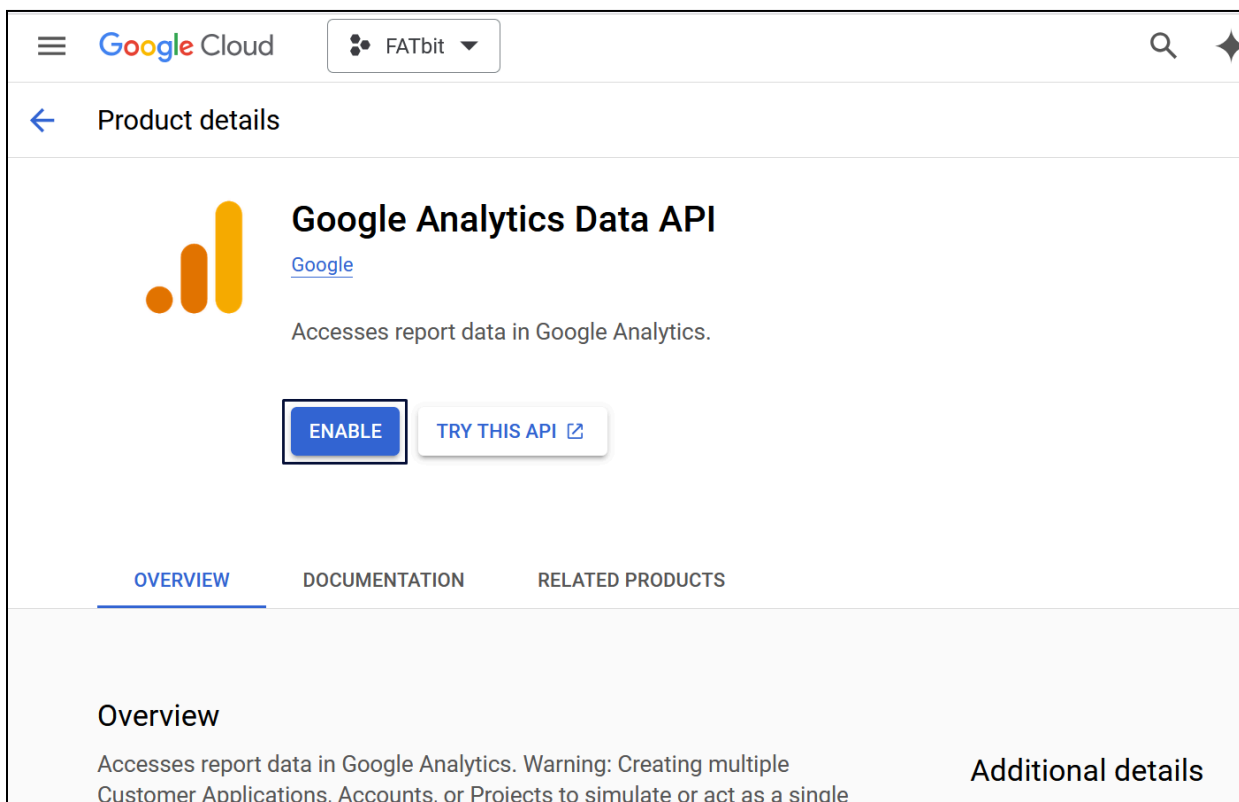 Google Cloud
FATbit
Product details
Google Analytics Data API
Google
Accesses report data in Google Analytics.
ENABLE
TRY THIS API
OVERVIEW
DOCUMENTATION
RELATED PRODUCTS
Overview
Accesses report data in Google Analytics. Warning: Creating multiple
Customer Applications, Accounts, or Projects to simulate or act as a single
Additional details